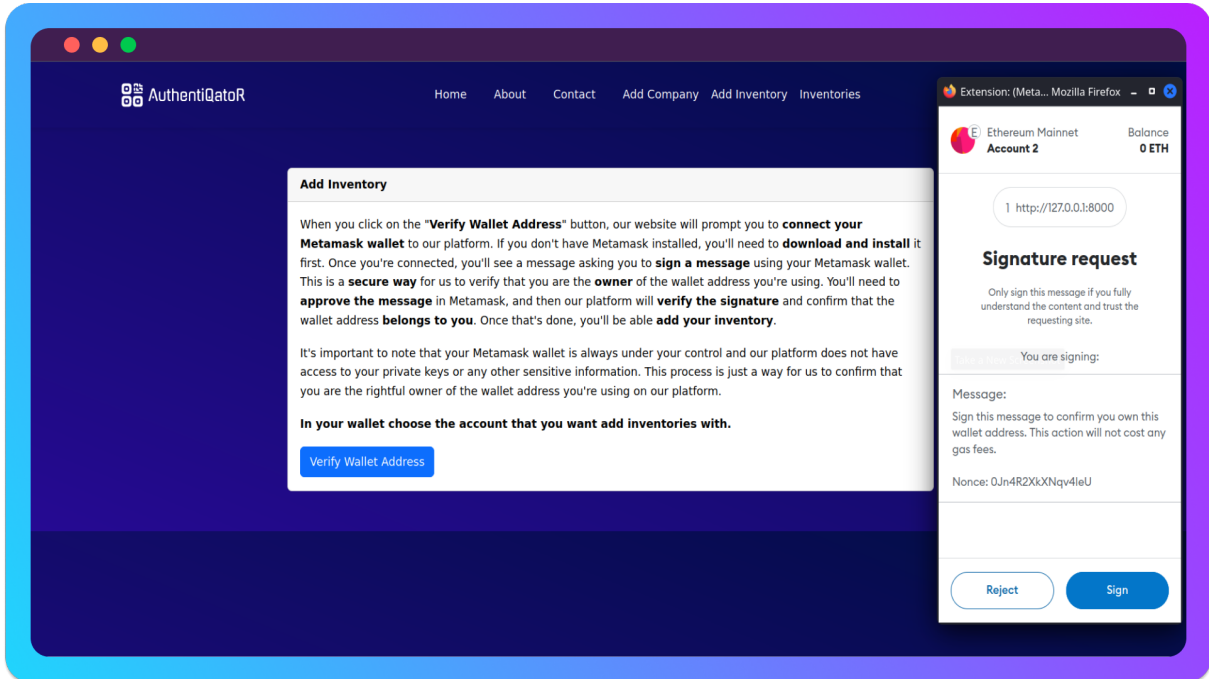 AuthentiQatoR
Home About Contact Add Company Add Inventory Inventories
Add Inventory
When you click on the "Verify Wallet Address" button, our website will prompt you to connect your
Metamask wallet to our platform. If you don't have Metamask installed, you'll need to download and install it
first. Once you're connected, you'll see a message asking you to sign a message using your Metamask wallet.
This is a secure way for us to verify that you are the owner of the wallet address you're using. You'll need to
approve the message in Metamask, and then our platform will verify the signature and confirm that the
wallet address belongs to you. Once that's done, you'll be able add your inventory.
It's important to note that your Metamask wallet is always under your control and our platform does not have
access to your private keys or any other sensitive information. This process is just a way for us to confirm that
you are the rightful owner of the wallet address you're using on our platform.
In your wallet choose the account that you want add inventories with.
Verify Wallet Address
Extension: (Meta... Mozilla Firefox
E
Ethereum Mainnet Balance
Account 2 0 ETH
1 http://127.0.0.1:8000
Signature request
Only sign this message if you fully
understand the content and trust the
requesting site.
You are signing:
Message:
Sign this message to confirm you own this
wallet address. This action will not cost any
gas fees.
Nonce: 0Jn4R2XkXNqv4leU
Reject Sign